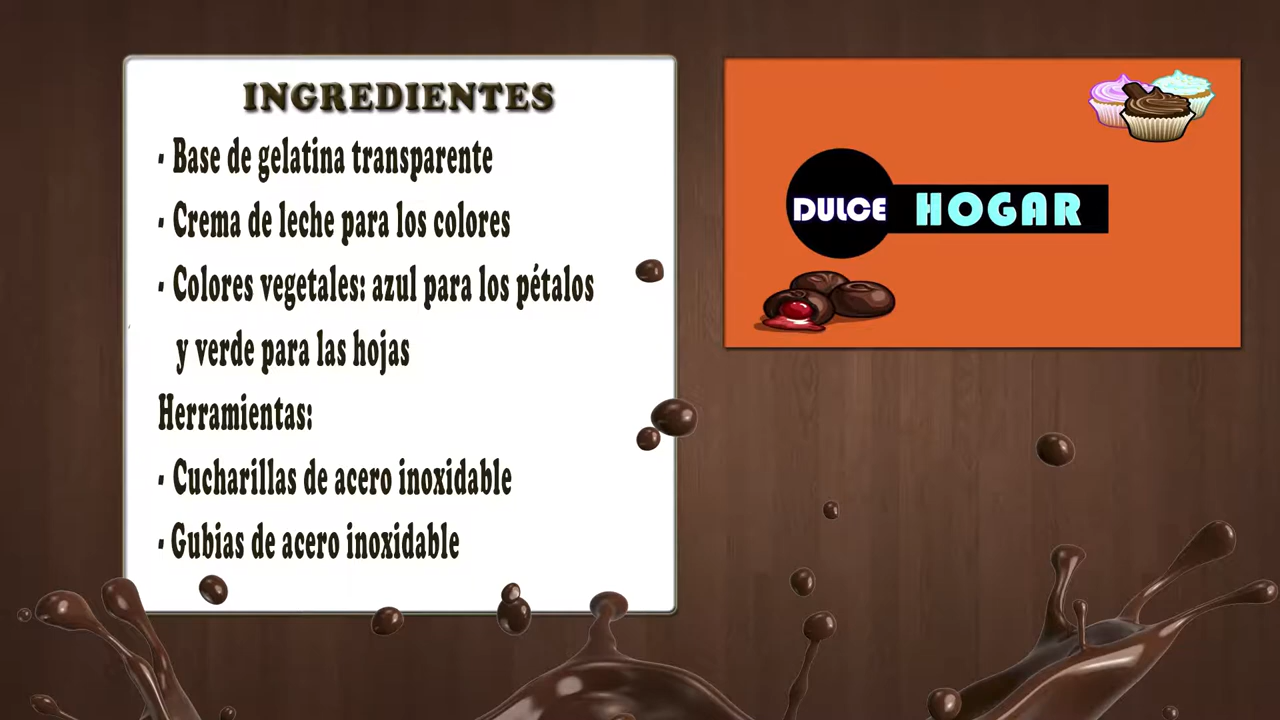 INGREDIENTES
- Base de gelatina transparente
- Crema de leche para los colores
- Colores vegetales: azul para los pétalos
y verde para las hojas
Herramientas:
- Cucharillas de acero inoxidable
- Gubias de acero inoxidable
DULCE HOGAR